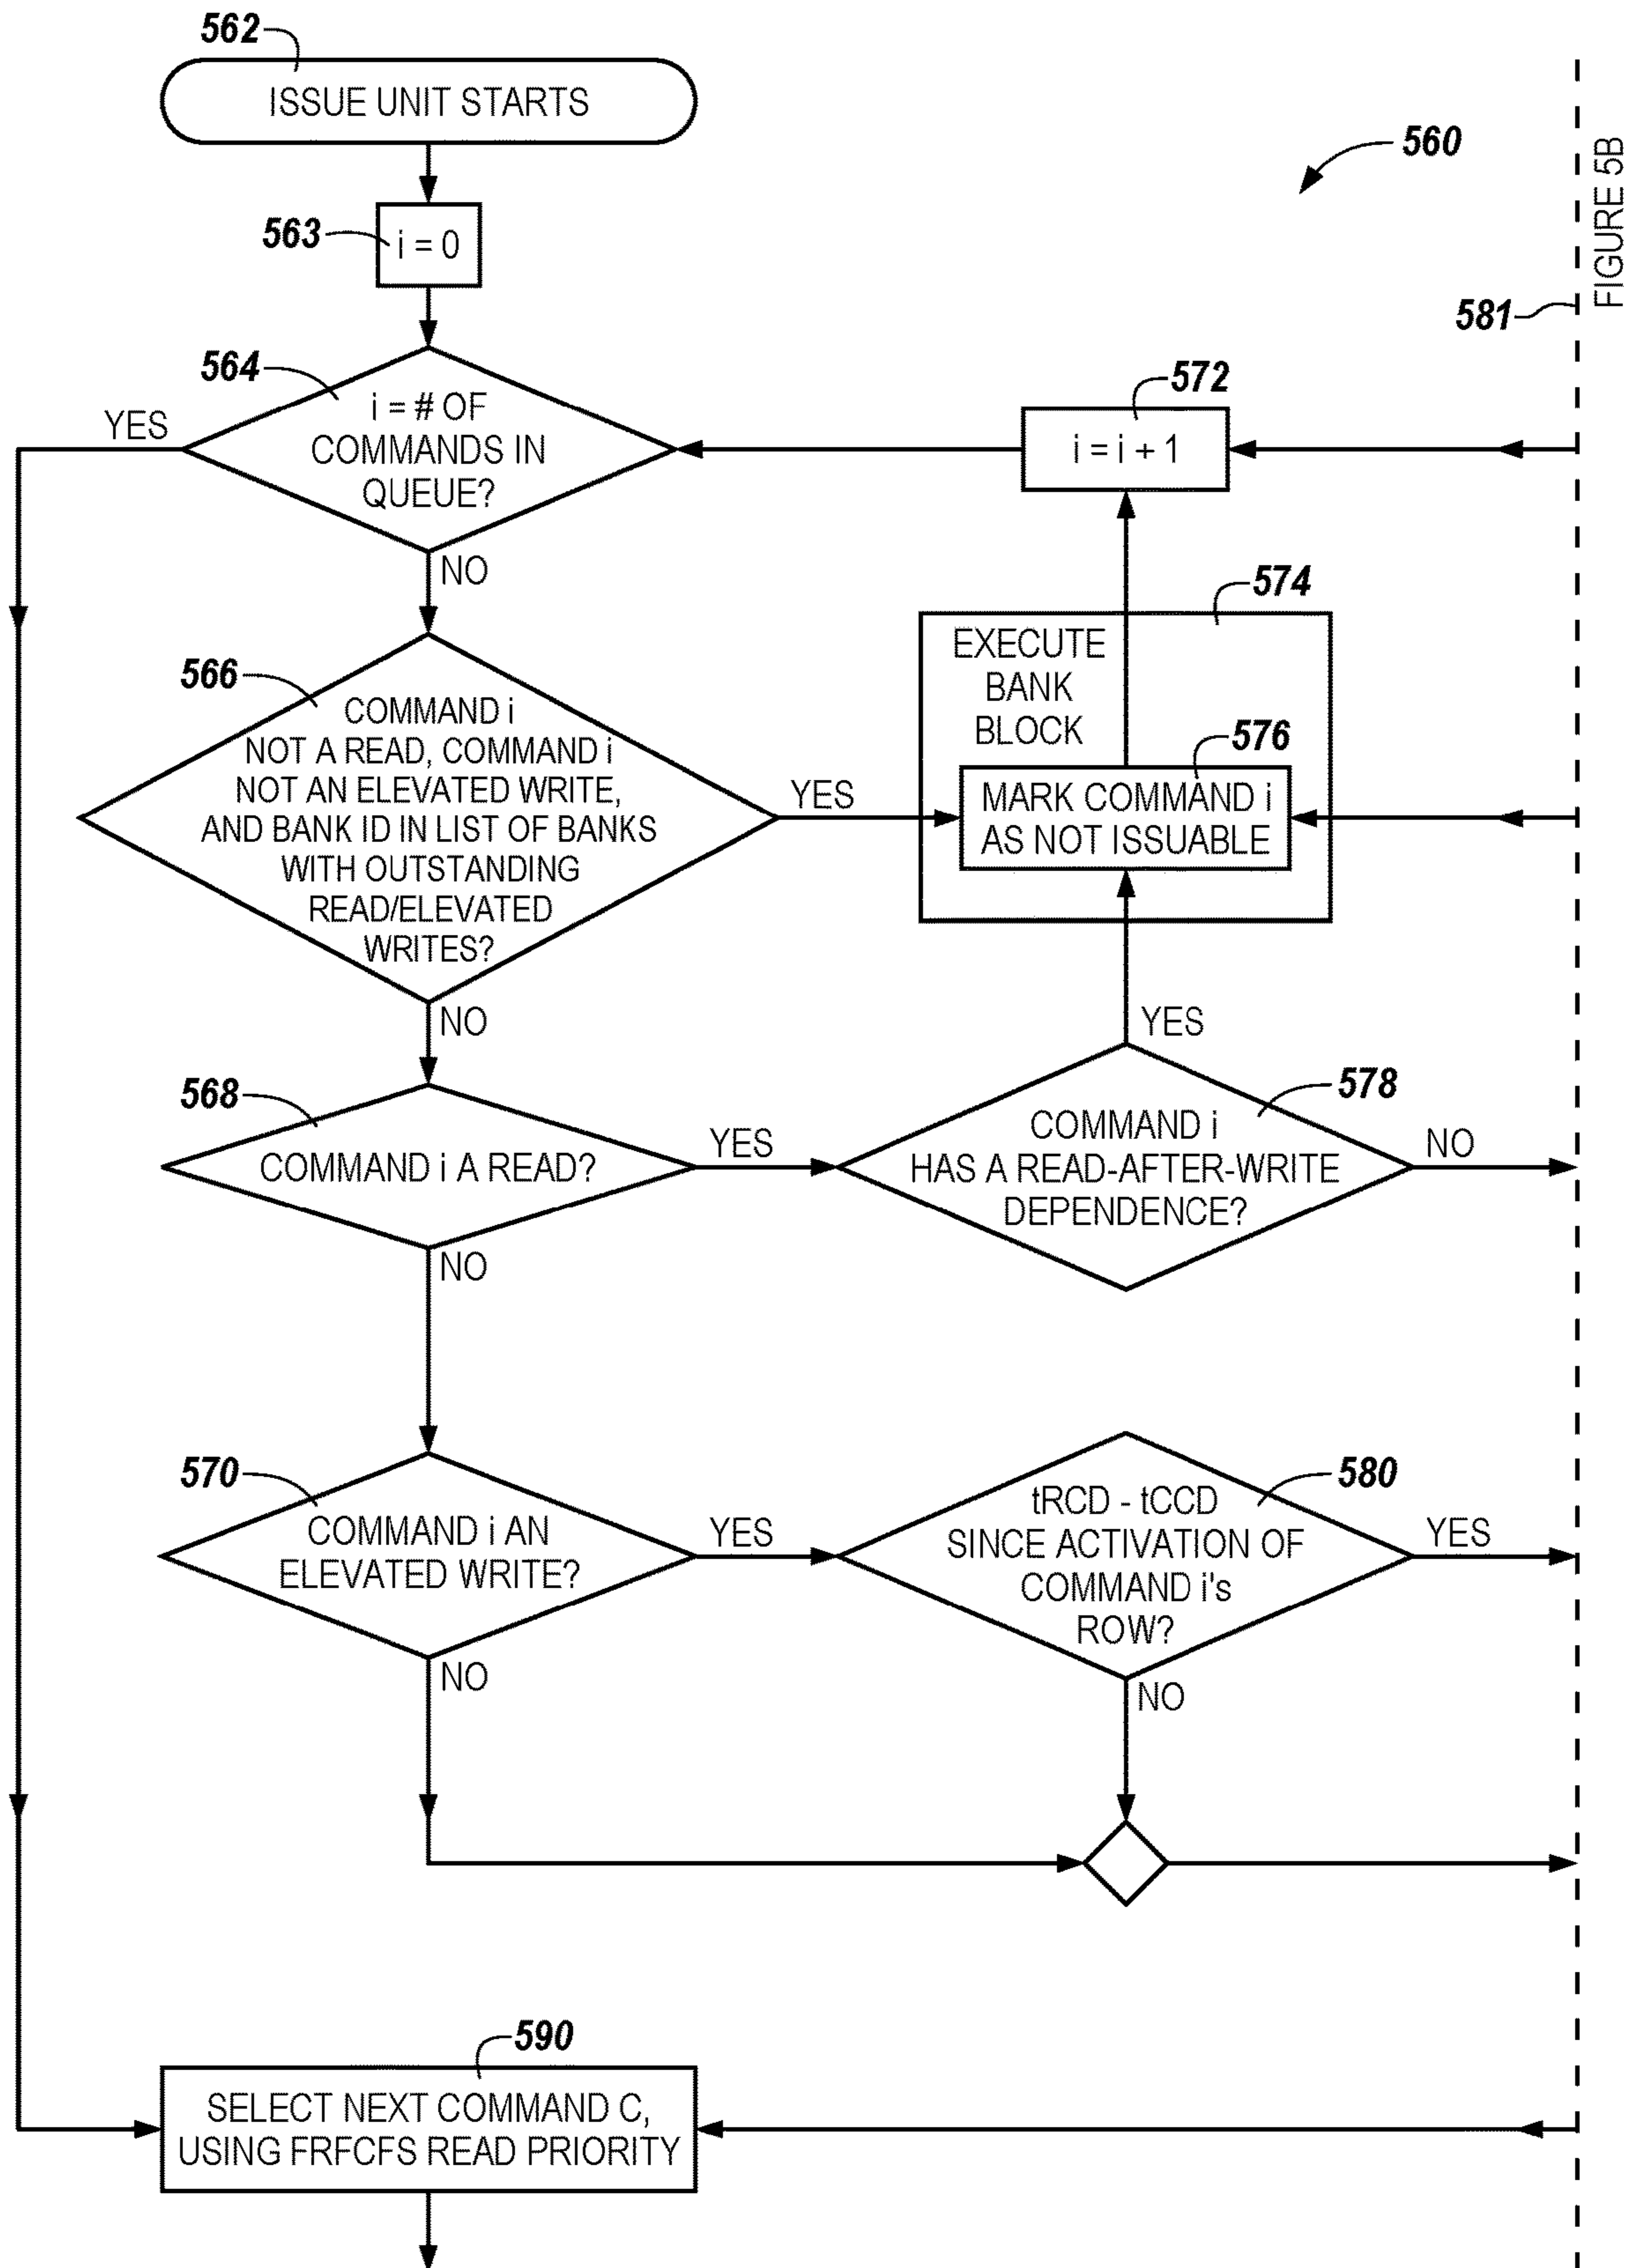 562
ISSUE UNIT STARTS
560
FIGURE 5B
563
i = 0
581
564
i = # OF
COMMANDS IN
QUEUE?
YES
NO
572
i = i + 1
574
EXECUTE
BANK
BLOCK
576
MARK COMMAND i
AS NOT ISSUABLE
566
COMMAND i
NOT A READ, COMMAND i
NOT AN ELEVATED WRITE,
AND BANK ID IN LIST OF BANKS
WITH OUTSTANDING
READ/ELEVATED
WRITES?
YES
NO
568
COMMAND i A READ?
YES
NO
578
COMMAND i
HAS A READ-AFTER-WRITE
DEPENDENCE?
YES
NO
570
COMMAND i AN
ELEVATED WRITE?
YES
NO
580
tRCD - tCCD
SINCE ACTIVATION OF
COMMAND i's
ROW?
YES
NO
590
SELECT NEXT COMMAND C,
USING FRFCFS READ PRIORITY